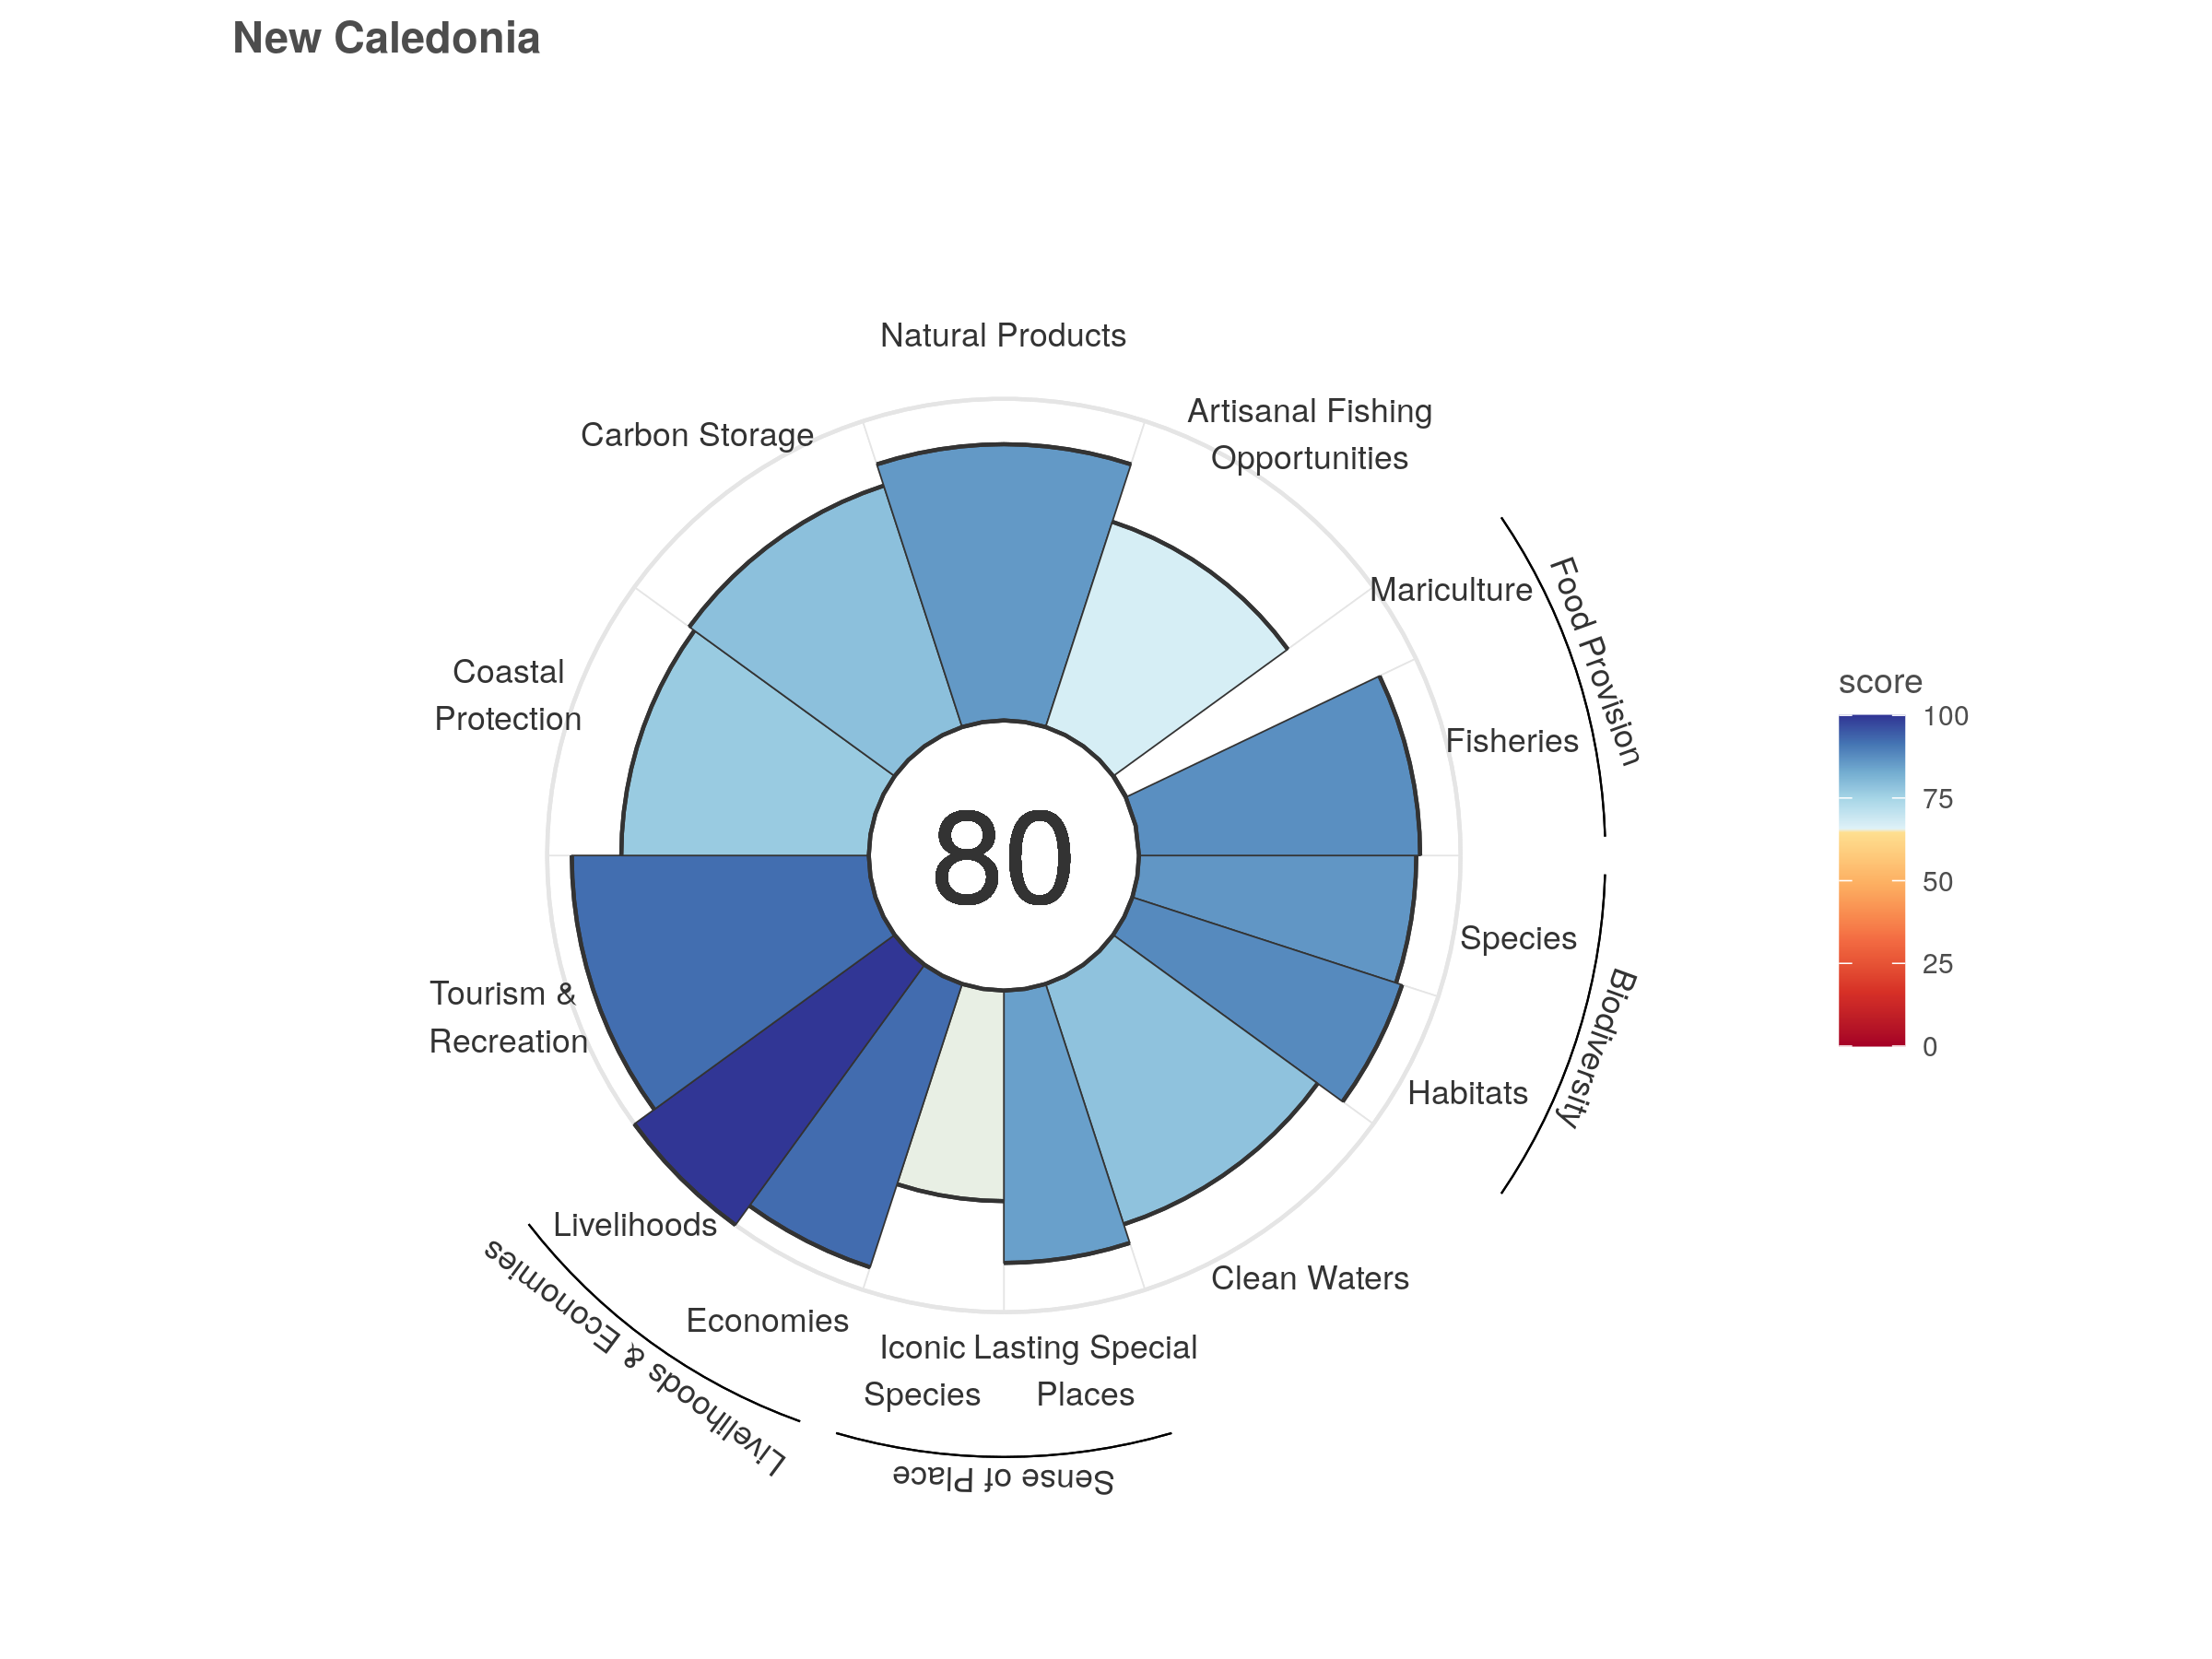 New Caledonia
Natural Products
Artisanal Fishing
Opportunities
Carbon Storage
Mariculture
Food Provision
Fisheries
Coastal
Protection
80
Species
Biodiversity
Habitats
Tourism &
Recreation
Clean Waters
Livelihoods
Economies
Livelihoods & Economies
Iconic
Species
Lasting Special
Places
Sense of Place
score
100
75
50
25
0